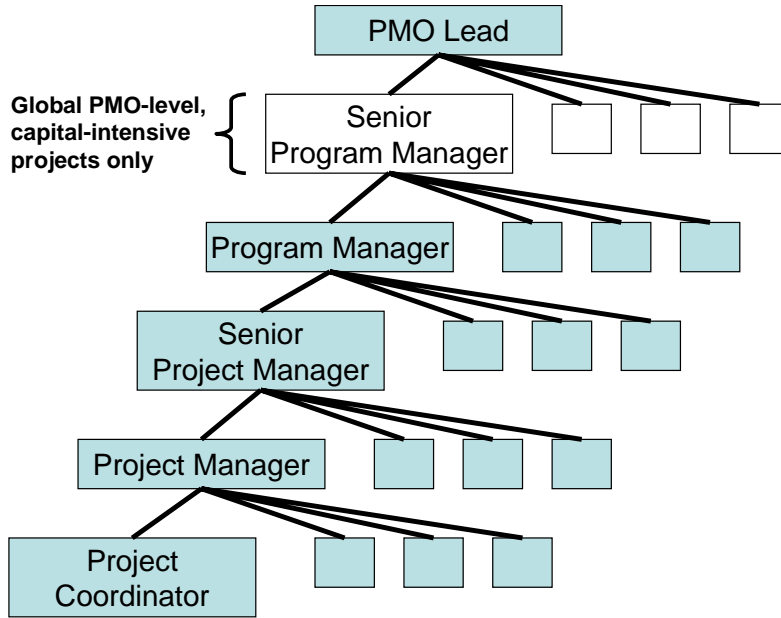 PMO Lead
Global PMO-level,
capital-intensive
projects only
Senior
Program Manager
Program Manager
Senior
Project Manager
Project Manager
Project
Coordinator